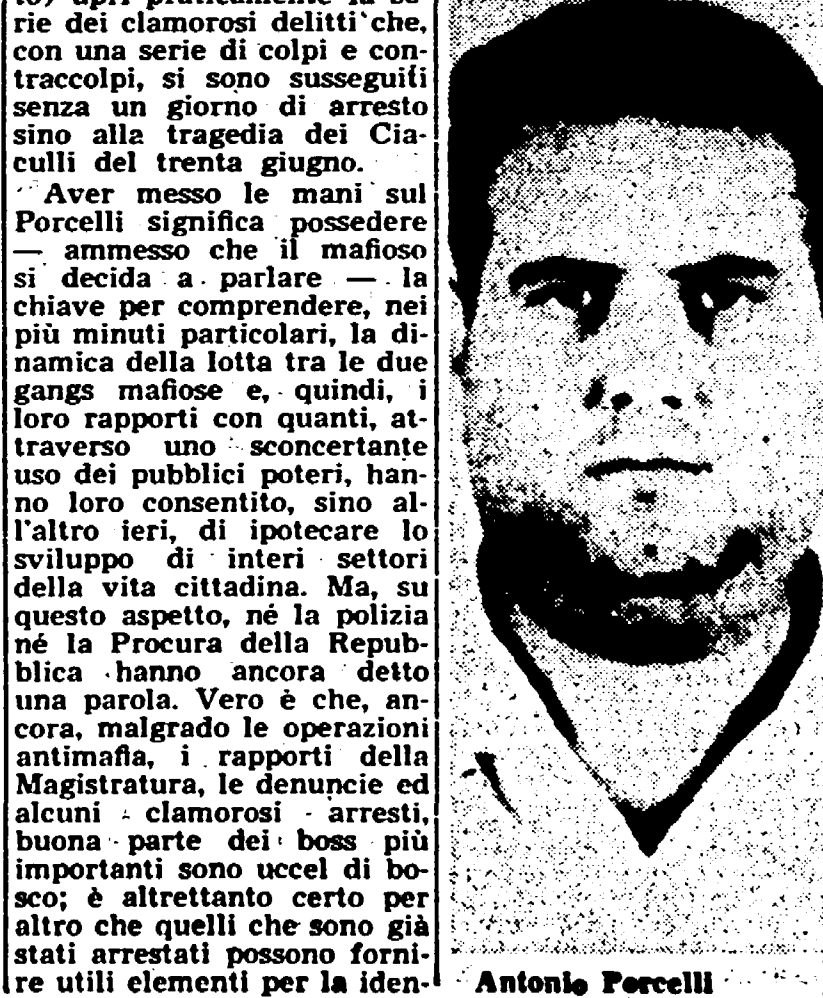 to) aprì praticamente la se-
rie dei clamorosi delitti che,
con una serie di colpi e con-
traccolpi, si sono susseguiti
senza un giorno di arresto
sino alla tragedia dei Cia-
culli del trenta giugno.
Aver messo le mani sul
Porcelli significa possedere
— ammesso che il mafioso
si decida a parlare — la
chiave per comprendere, nei
più minuti particolari, la di-
namica della lotta tra le due
gangs mafiose e, quindi, i
loro rapporti con quanti, at-
traverso uno sconcertante
uso dei pubblici poteri, han-
no loro consentito, sino al-
l'altro ieri, di ipotecare lo
sviluppo di interi settori
della vita cittadina. Ma, su
questo aspetto, né la polizia
né la Procura della Repub-
blica hanno ancora detto
una parola. Vero è che, an-
cora, malgrado le operazioni
antimafia, i rapporti della
Magistratura, le denuncie ed
alcuni clamorosi arresti,
buona parte dei boss più
importanti sono uccel di bo-
sco; è altrettanto certo per
altro che quelli che sono già
stati arrestati possono forni-
re utili elementi per la iden-
Antonio Porcelli